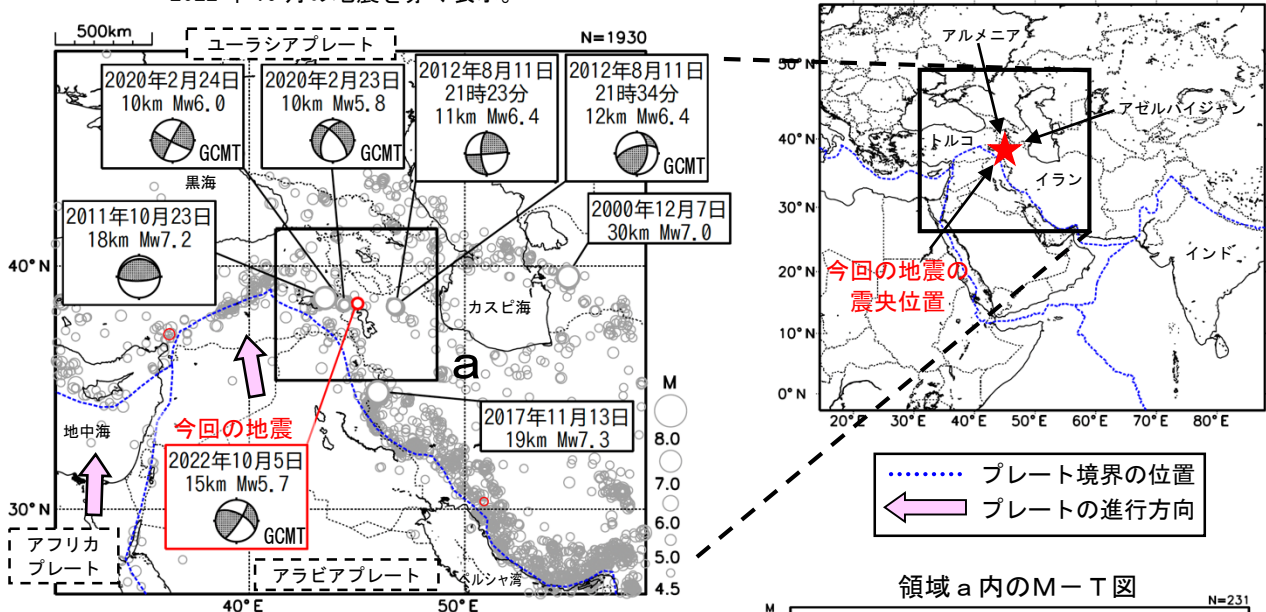 500km
ユーラシアプレート
N=1930
2020年2月24日
10km Mw6.0
GCMT
2020年2月23日
10km Mw5.8
GCMT
2012年8月11日
21時23分
11km Mw6.4
2012年8月11日
21時34分
12km Mw6.4
GCMT
黒海
2011年10月23日
18km Mw7.2
2000年12月7日
30km Mw7.0
40°N
カスピ海
a
地中海
今回の地震
2022年10月5日
15km Mw5.7
GCMT
2017年11月13日
19km Mw7.3
30°N
アフリカ
プレート
アラビアプレート
ペルシャ湾
40°E
50°E
M
8.0
7.0
6.0
5.0
4.5
アルメニア
アゼルバイジャン
トルコ
イラン
インド
今回の地震の
震央位置
50°N
40°N
30°N
20°N
10°N
0°N
20°E
30°E
40°E
50°E
60°E
70°E
80°E
プレート境界の位置
プレートの進行方向
領域a内のM－T図
M
N=231